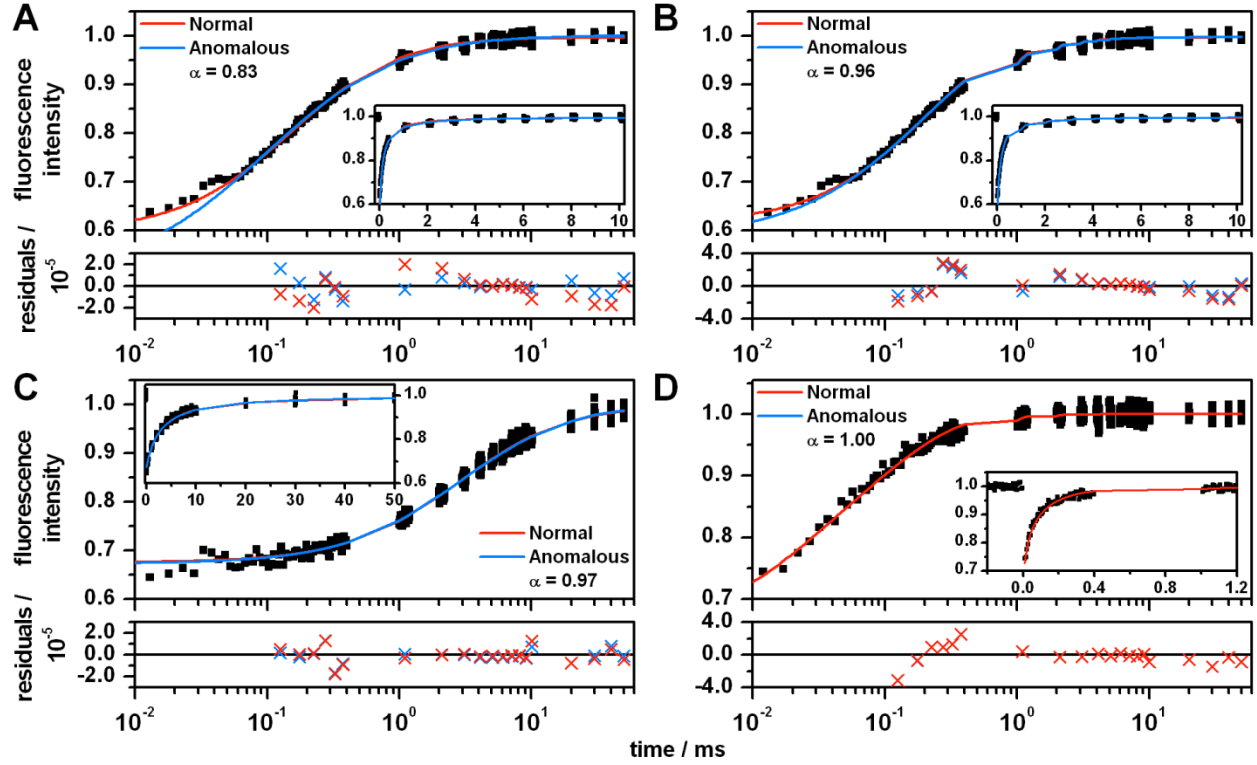 A
Normal
Anomalous
α = 0.83
fluorescence intensity
1.0
0.9
0.8
0.7
0.6
1.0
0.8
0.6
0 2 4 6 8 10
residuals / 10⁻⁵
2.0
0.0
-2.0
10⁻² 10⁻¹ 10⁰ 10¹
B
Normal
Anomalous
α = 0.96
1.0
0.9
0.8
0.7
0.6
1.0
0.8
0.6
0 2 4 6 8 10
4.0
0.0
-4.0
10⁻² 10⁻¹ 10⁰ 10¹
C
Normal
Anomalous
α = 0.97
fluorescence intensity
1.0
0.9
0.8
0.7
0.6
1.0
0.8
0.6
0 10 20 30 40 50
residuals / 10⁻⁵
2.0
0.0
-2.0
10⁻² 10⁻¹ 10⁰ 10¹
D
Normal
Anomalous
α = 1.00
1.0
0.9
0.8
0.7
1.0
0.9
0.8
0.7
0.0 0.4 0.8 1.2
4.0
0.0
-4.0
10⁻² 10⁻¹ 10⁰ 10¹
time / ms